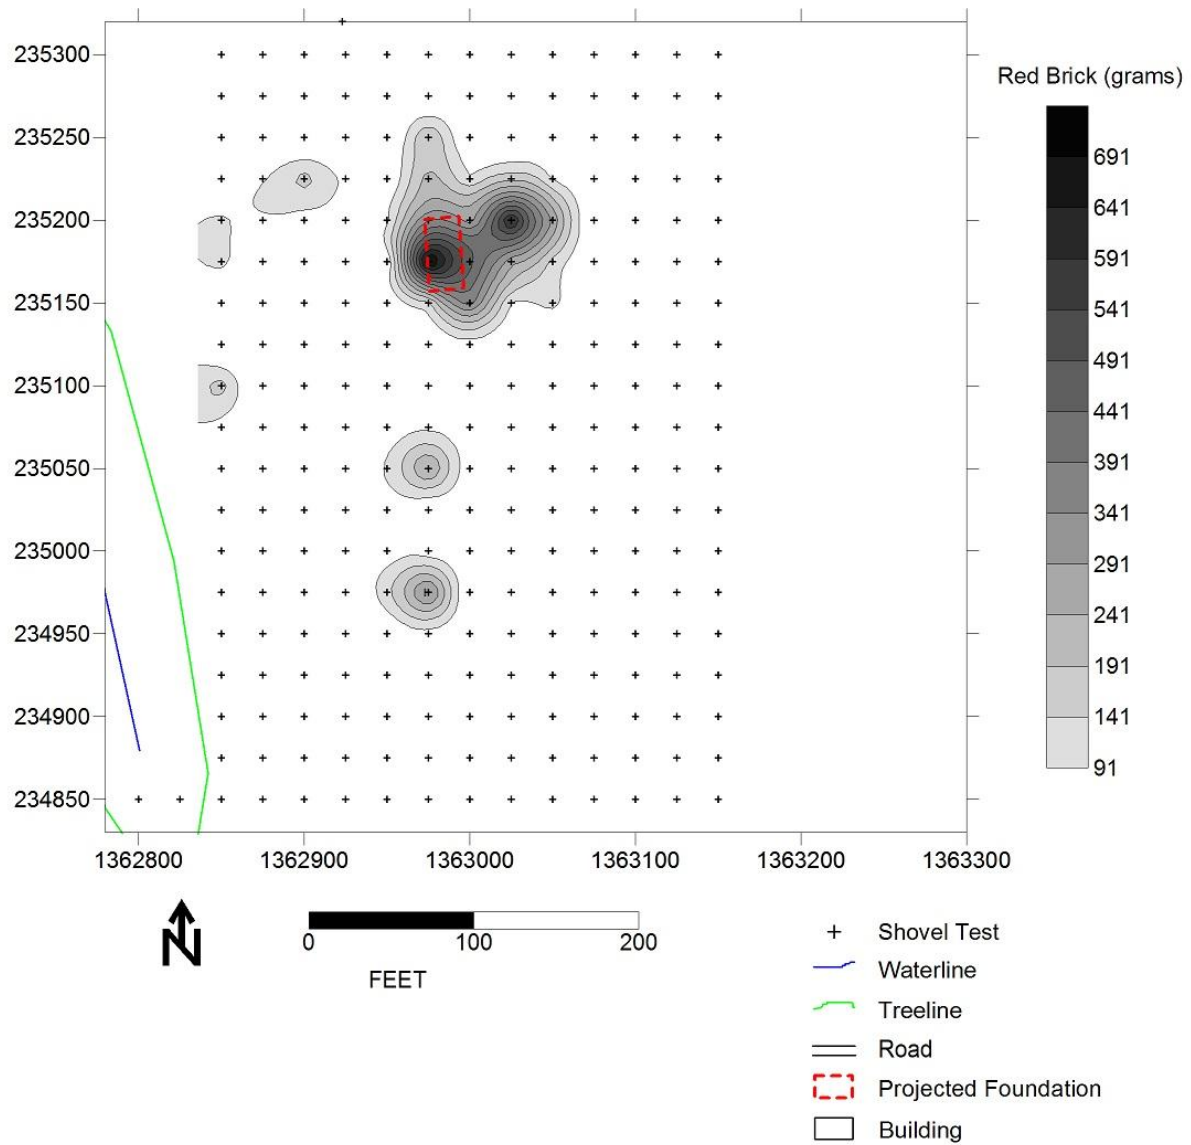 235300
235250
235200
235150
235100
235050
235000
234950
234900
234850
1362800 1362900 1363000 1363100 1363200 1363300
Red Brick (grams)
691
641
591
541
491
441
391
341
291
241
191
141
91
N
0 100 200
FEET
Shovel Test
Waterline
Treeline
Road
Projected Foundation
Building